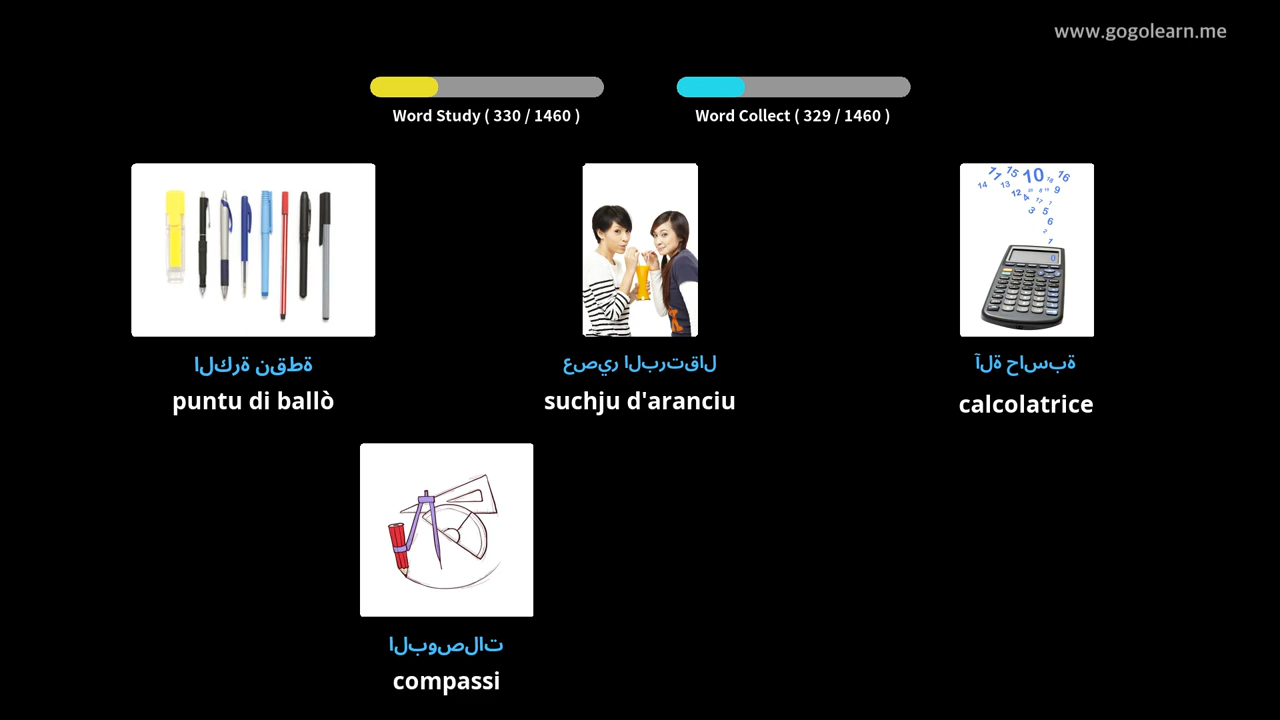 www.gogolearn.me
Word Study ( 330 / 1460 )
Word Collect ( 329 / 1460 )
الكرة نقطة
puntu di ballò
عصير البرتقال
suchju d'aranciu
آلة حاسبة
calcolatrice
البوصلات
compassi